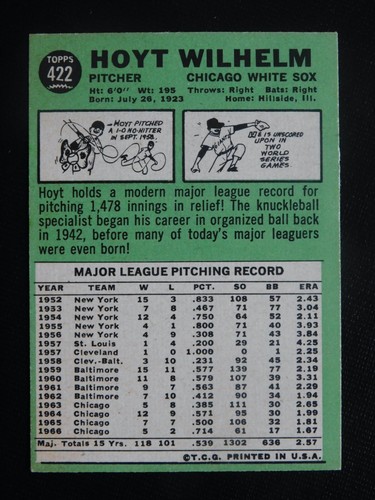 TOPPS
422
HOYT WILHELM
PITCHER CHICAGO WHITE SOX
Ht: 6'0" Wt: 195 Throws: Right Bats: Right
Born: July 26, 1923 Home: Hillside, Ill.
HOYT PITCHED
A 1-0 NO-HITTER
IN SEPT. 1958.
HE IS UNSCORED
UPON IN
TWO
WORLD
SERIES
GAMES.
Hoyt holds a modern major league record for
pitching 1,478 innings in relief! The knuckleball
specialist began his career in organized ball back
in 1942, before many of today's major leaguers
were even born!
MAJOR LEAGUE PITCHING RECORD
YEAR TEAM W L PCT. SO BB ERA
1952 New York 15 3 .833 108 57 2.43
1953 New York 7 8 .467 71 77 3.04
1954 New York 12 4 .750 64 52 2.11
1955 New York 4 1 .800 71 40 3.93
1956 New York 4 9 .308 71 43 3.84
1957 St. Louis 1 4 .200 29 21 4.25
1957 Cleveland 1 0 1.000 0 1 2.25
1958 Clev.-Balt. 3 10 .231 92 45 2.34
1959 Baltimore 15 11 .577 139 77 2.19
1960 Baltimore 11 8 .579 107 39 3.31
1961 Baltimore 9 7 .563 87 41 2.29
1962 Baltimore 7 10 .412 90 34 1.94
1963 Chicago 5 8 .385 111 30 2.65
1964 Chicago 12 9 .571 95 30 1.99
1965 Chicago 7 7 .500 106 32 1.81
1966 Chicago 5 2 .714 61 17 1.67
Maj. Totals 15 Yrs. 118 101 .539 1302 636 2.57
©T.C.G. PRINTED IN U.S.A.